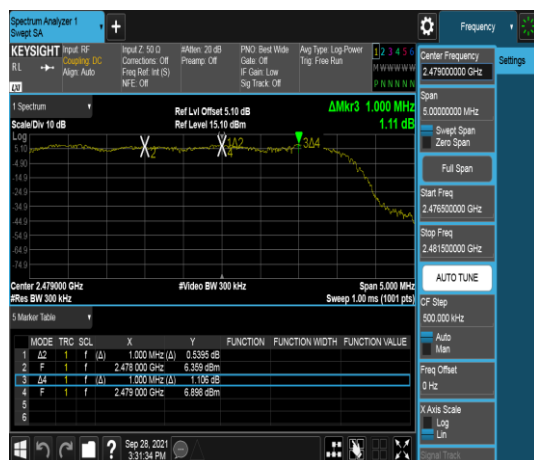 Spectrum Analyzer 1
Swept SA
Frequency
KEYSIGHT
RL
Input: RF
Coupling: DC
Align: Auto
Input Z: 50 Ω
Corrections: Off
Freq Ref: Int (S)
NFE: Off
#Atten: 20 dB
Preamp: Off
PNO: Best Wide
Gate: Off
IF Gain: Low
Sig Track: Off
Avg Type: Log-Power
Trig: Free Run
1 2 3 4 5 6
M W W W W W
P N N N N N
Center Frequency
2.479000000 GHz
Settings
Span
5.00000000 MHz
Swept Span
Zero Span
Full Span
Start Freq
2.476500000 GHz
Stop Freq
2.481500000 GHz
AUTO TUNE
CF Step
500.000 kHz
Auto
Man
Freq Offset
0 Hz
X Axis Scale
Log
Lin
Signal Track
1 Spectrum
Scale/Div 10 dB
Ref Lvl Offset 5.10 dB
Ref Level 15.10 dBm
ΔMkr3 1.000 MHz
1.11 dB
Log
5.10
-4.90
-14.9
-24.9
-34.9
-44.9
-54.9
-64.9
-74.9
2
1Δ2
4
3Δ4
Center 2.479000 GHz
#Res BW 300 kHz
#Video BW 300 kHz
Span 5.000 MHz
Sweep 1.00 ms (1001 pts)
5 Marker Table
MODE TRC SCL X Y FUNCTION FUNCTION WIDTH FUNCTION VALUE
1 Δ2 1 f (Δ) 1.000 MHz (Δ) 0.5395 dB
2 F 1 f 2.478 000 GHz 6.359 dBm
3 Δ4 1 f (Δ) 1.000 MHz (Δ) 1.106 dB
4 F 1 f 2.479 000 GHz 6.898 dBm
5
6
Sep 28, 2021
3:31:34 PM